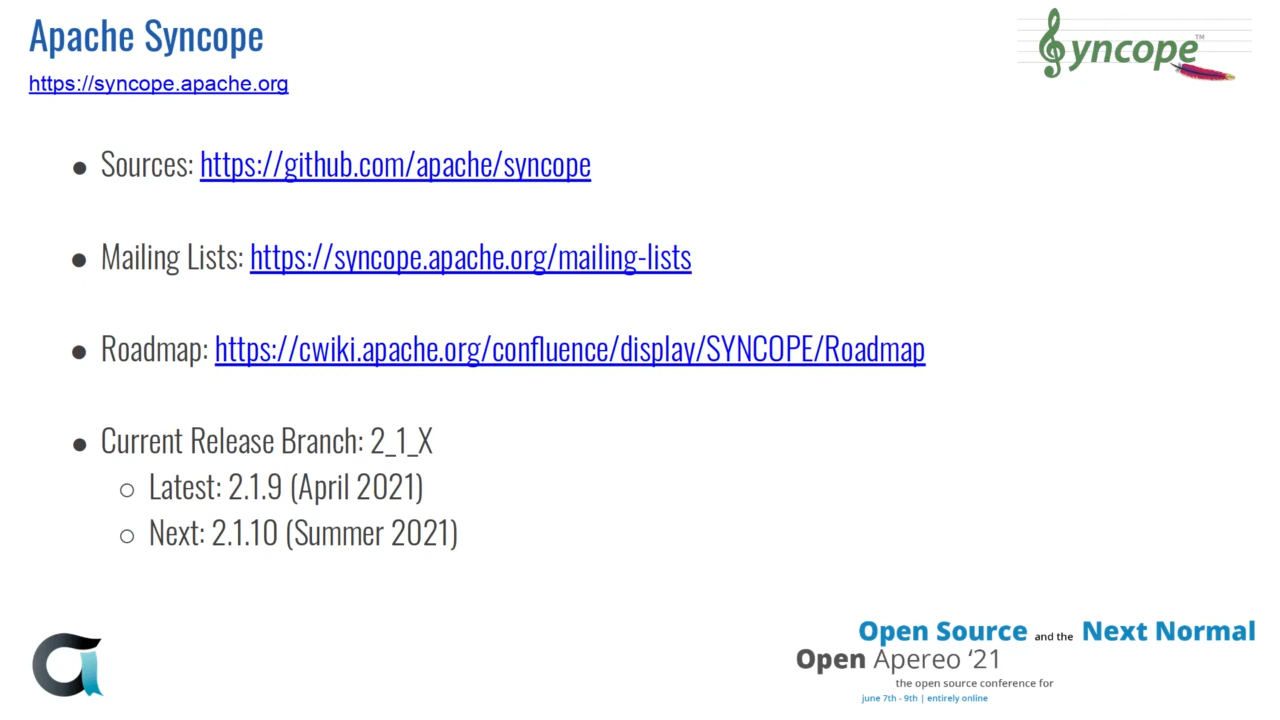 Apache Syncope
https://syncope.apache.org
yncope™
● Sources: https://github.com/apache/syncope
● Mailing Lists: https://syncope.apache.org/mailing-lists
● Roadmap: https://cwiki.apache.org/confluence/display/SYNCOPE/Roadmap
● Current Release Branch: 2_1_X
○ Latest: 2.1.9 (April 2021)
○ Next: 2.1.10 (Summer 2021)
Open Source and the Next Normal
Open Apereo ‘21
the open source conference for
june 7th - 9th | entirely online